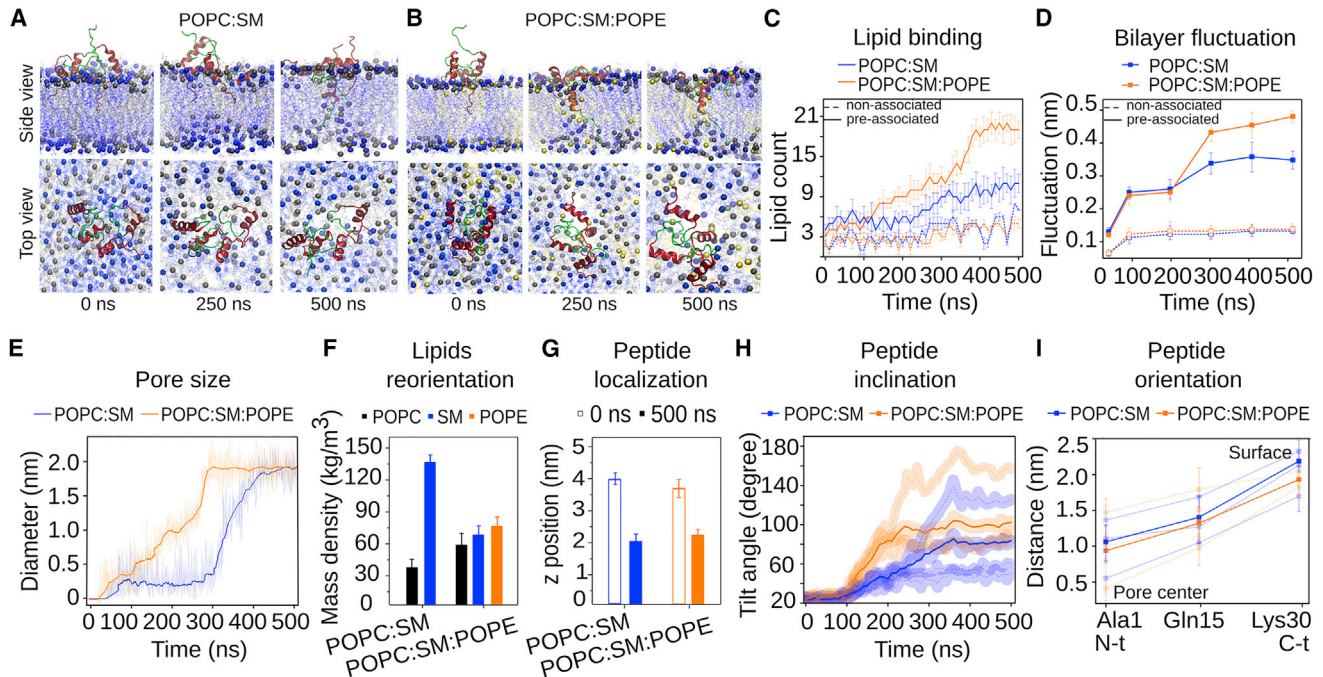 A
POPC:SM
Side view
Top view
0 ns
250 ns
500 ns
B
POPC:SM:POPE
0 ns
250 ns
500 ns
C
Lipid binding
POPC:SM
POPC:SM:POPE
non-associated
pre-associated
Lipid count
21
15
9
3
0 100 200 300 400 500
Time (ns)
D
Bilayer fluctuation
POPC:SM
POPC:SM:POPE
non-associated
pre-associated
Fluctuation (nm)
0.5
0.4
0.3
0.2
0.1
0 100 200 300 400 500
Time (ns)
E
Pore size
POPC:SM
POPC:SM:POPE
Diameter (nm)
2.0
1.5
1.0
0.5
0
0 100 200 300 400 500
Time (ns)
F
Lipids
reorientation
POPC SM POPE
Mass density (kg/m³)
150
120
90
60
30
0
POPC:SM
POPC:SM:POPE
G
Peptide
localization
0 ns 500 ns
z position (nm)
5
4
3
2
1
0
POPC:SM
POPC:SM:POPE
H
Peptide
inclination
POPC:SM POPC:SM:POPE
Tilt angle (degree)
180
140
100
60
20
0 100 200 300 400 500
Time (ns)
I
Peptide
orientation
POPC:SM POPC:SM:POPE
Distance (nm)
2.5
2.0
1.5
1.0
0.5
Surface
Pore center
Ala1 Gln15 Lys30
N-t C-t